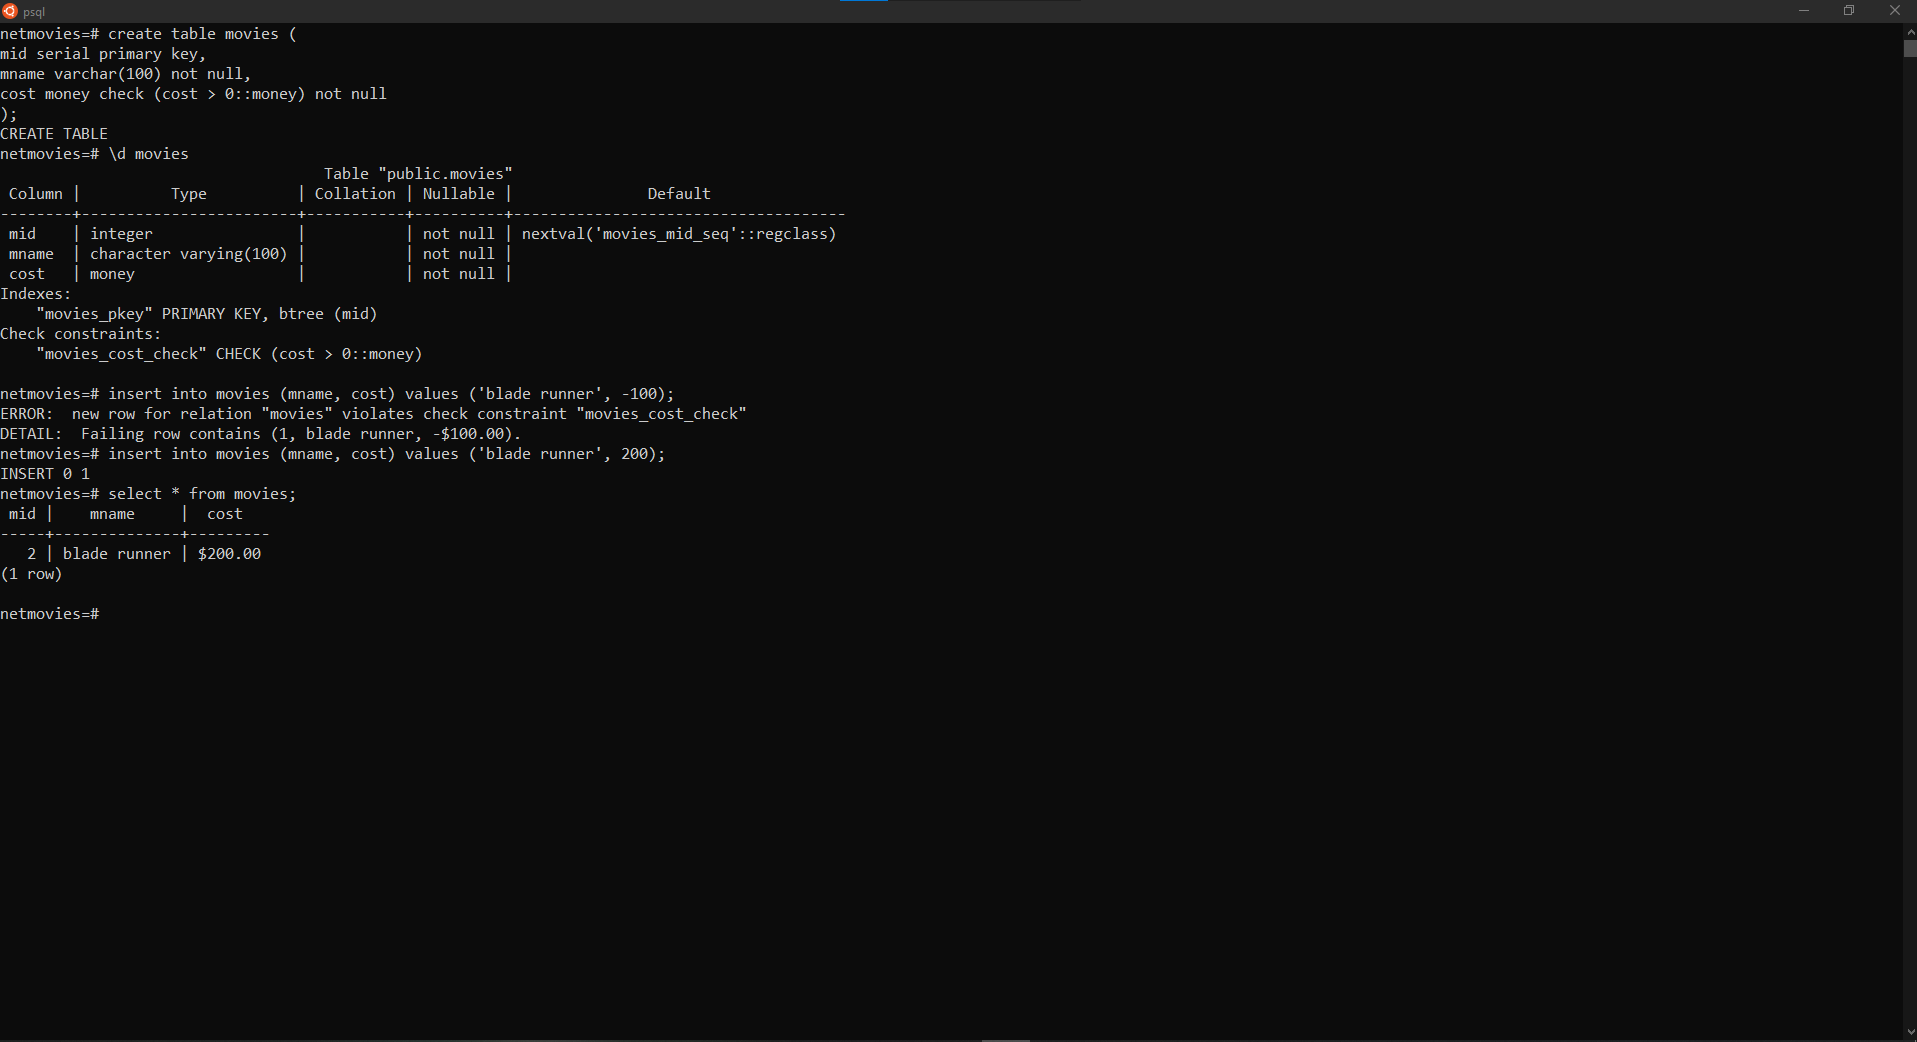 psql
netmovies=# create table movies (
mid serial primary key,
mname varchar(100) not null,
cost money check (cost > 0::money) not null
);
CREATE TABLE
netmovies=# \d movies
                                    Table "public.movies"
 Column |          Type          | Collation | Nullable |               Default
--------+------------------------+-----------+----------+-------------------------------------
 mid    | integer                |           | not null | nextval('movies_mid_seq'::regclass)
 mname  | character varying(100) |           | not null |
 cost   | money                  |           | not null |
Indexes:
    "movies_pkey" PRIMARY KEY, btree (mid)
Check constraints:
    "movies_cost_check" CHECK (cost > 0::money)

netmovies=# insert into movies (mname, cost) values ('blade runner', -100);
ERROR:  new row for relation "movies" violates check constraint "movies_cost_check"
DETAIL:  Failing row contains (1, blade runner, -$100.00).
netmovies=# insert into movies (mname, cost) values ('blade runner', 200);
INSERT 0 1
netmovies=# select * from movies;
 mid |    mname     |  cost
-----+--------------+---------
   2 | blade runner | $200.00
(1 row)

netmovies=#